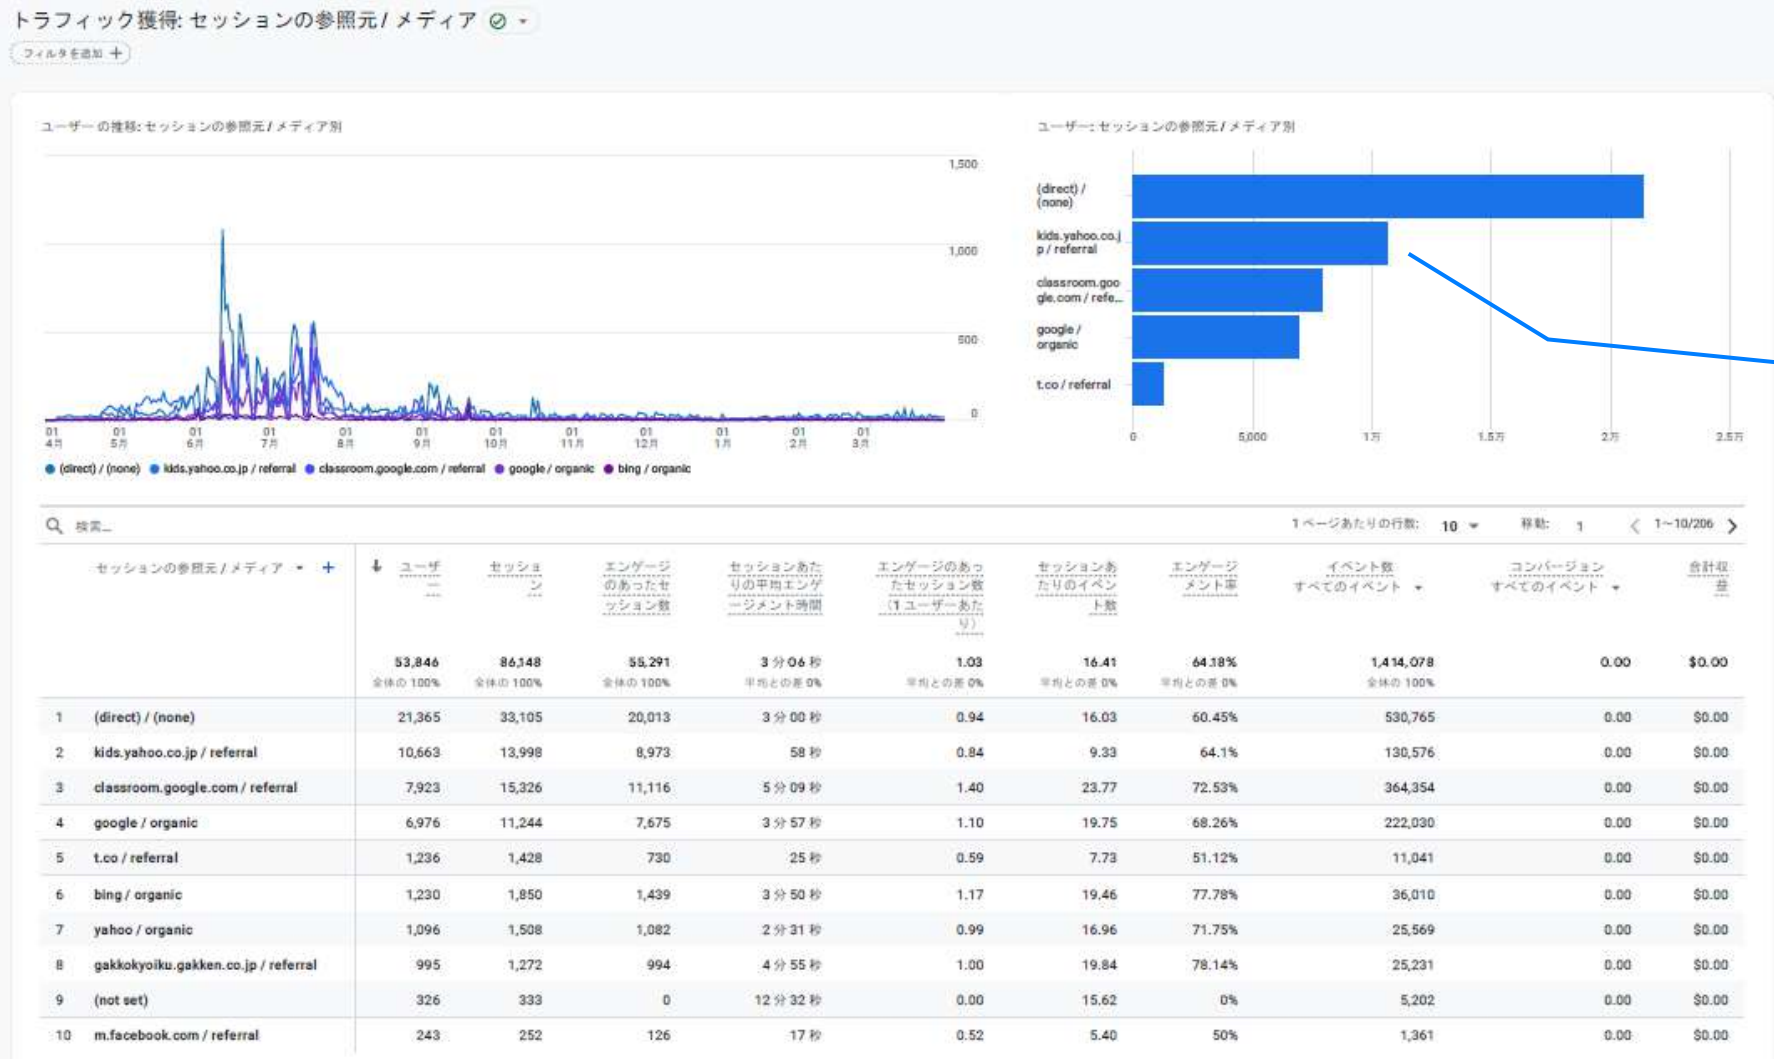 トラフィック獲得: セッションの参照元/ メディア
フィルタを追加 +
ユーザー の推移: セッションの参照元 / メディア別
1,500
1,000
500
0
01 01 01 01 01 01 01 01 01 01 01 01
4月 5月 6月 7月 8月 9月 10月 11月 12月 1月 2月 3月
(direct) / (none) kids.yahoo.co.jp / referral classroom.google.com / referral google / organic bing / organic
ユーザー: セッションの参照元 / メディア別
(direct) /
(none)
kids.yahoo.co.j
p / referral
classroom.goo
gle.com / refe...
google /
organic
t.co / referral
0 5,000 1万 1.5万 2万 2.5万
検索...
1 ページあたりの行数: 10 移動: 1 1~10/206
セッションの参照元 / メディア + ↓ ユーザー セッション エンゲージのあったセッション数 セッションあたりの平均エンゲージメント時間 エンゲージのあったセッション数（1 ユーザーあたり） セッションあたりのイベント数 エンゲージメント率 イベント数 すべてのイベント コンバージョン すべてのイベント 合計収益
53,846 86,148 55,291 3 分 06 秒 1.03 16.41 64.18% 1,414,078 0.00 $0.00
全体の 100% 全体の 100% 全体の 100% 平均との差 0% 平均との差 0% 平均との差 0% 平均との差 0% 全体の 100%
1 (direct) / (none) 21,365 33,105 20,013 3 分 00 秒 0.94 16.03 60.45% 530,765 0.00 $0.00
2 kids.yahoo.co.jp / referral 10,663 13,998 8,973 58 秒 0.84 9.33 64.1% 130,576 0.00 $0.00
3 classroom.google.com / referral 7,923 15,326 11,116 5 分 09 秒 1.40 23.77 72.53% 364,354 0.00 $0.00
4 google / organic 6,976 11,244 7,675 3 分 57 秒 1.10 19.75 68.26% 222,030 0.00 $0.00
5 t.co / referral 1,236 1,428 730 25 秒 0.59 7.73 51.12% 11,041 0.00 $0.00
6 bing / organic 1,230 1,850 1,439 3 分 50 秒 1.17 19.46 77.78% 36,010 0.00 $0.00
7 yahoo / organic 1,096 1,508 1,082 2 分 31 秒 0.99 16.96 71.75% 25,569 0.00 $0.00
8 gakkokyoiku.gakken.co.jp / referral 995 1,272 994 4 分 55 秒 1.00 19.84 78.14% 25,231 0.00 $0.00
9 (not set) 326 333 0 12 分 32 秒 0.00 15.62 0% 5,202 0.00 $0.00
10 m.facebook.com / referral 243 252 126 17 秒 0.52 5.40 50% 1,361 0.00 $0.00